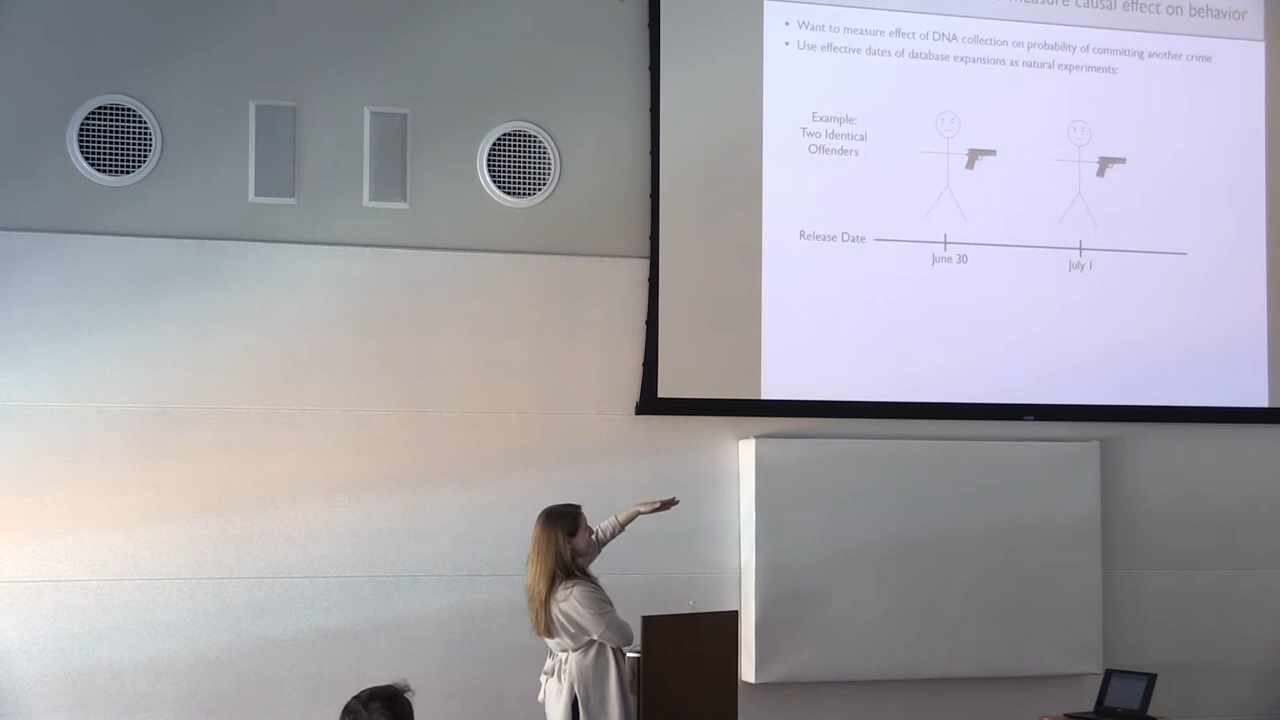 measure causal effect on behavior
• Want to measure effect of DNA collection on probability of committing another crime
• Use effective dates of database expansions as natural experiments:
Example:
Two Identical
Offenders
Release Date
June 30
July 1